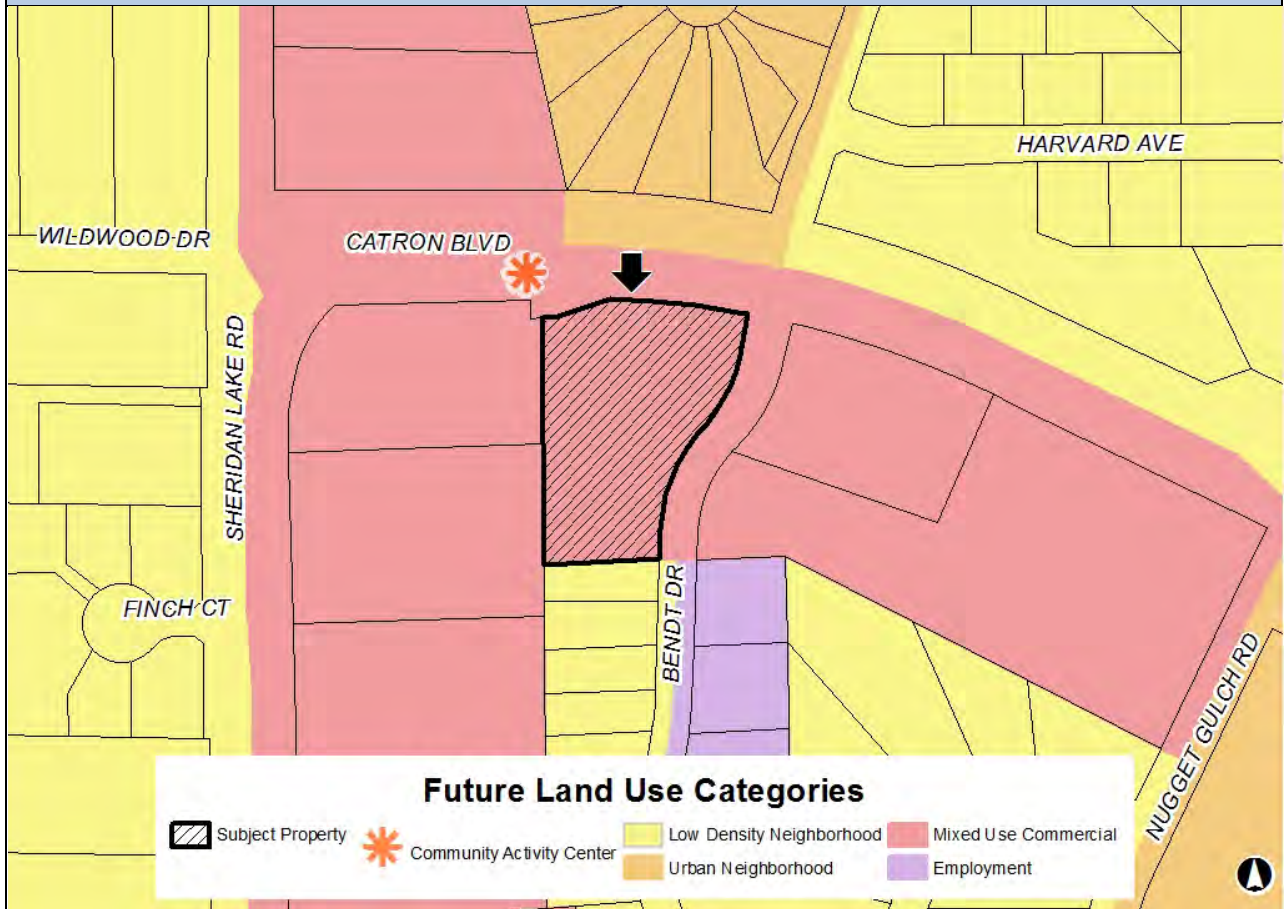 HARVARD AVE
WILDWOOD DR
CATRON BLVD
SHERIDAN LAKE RD
FINCH CT
BENDT DR
NUGGET GULCH RD
Future Land Use Categories
Subject Property
Community Activity Center
Low Density Neighborhood
Urban Neighborhood
Mixed Use Commercial
Employment